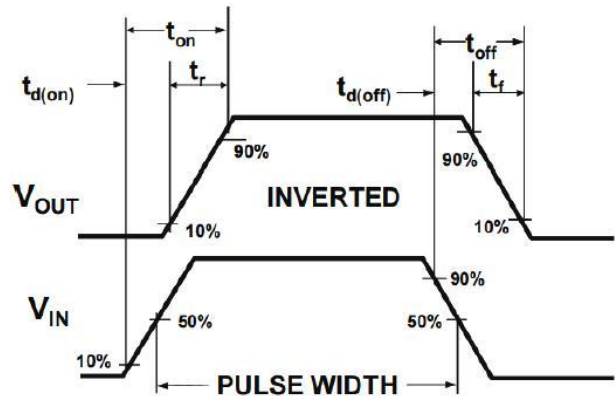 t_on
t_off
t_d(on)
t_r
t_d(off)
t_f
90%
90%
V_OUT
INVERTED
10%
10%
90%
V_IN
50%
50%
10%
PULSE WIDTH